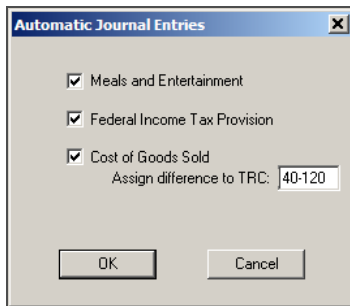 Automatic Journal Entries
Meals and Entertainment
Federal Income Tax Provision
Cost of Goods Sold
Assign difference to TRC: 40-120
OK Cancel